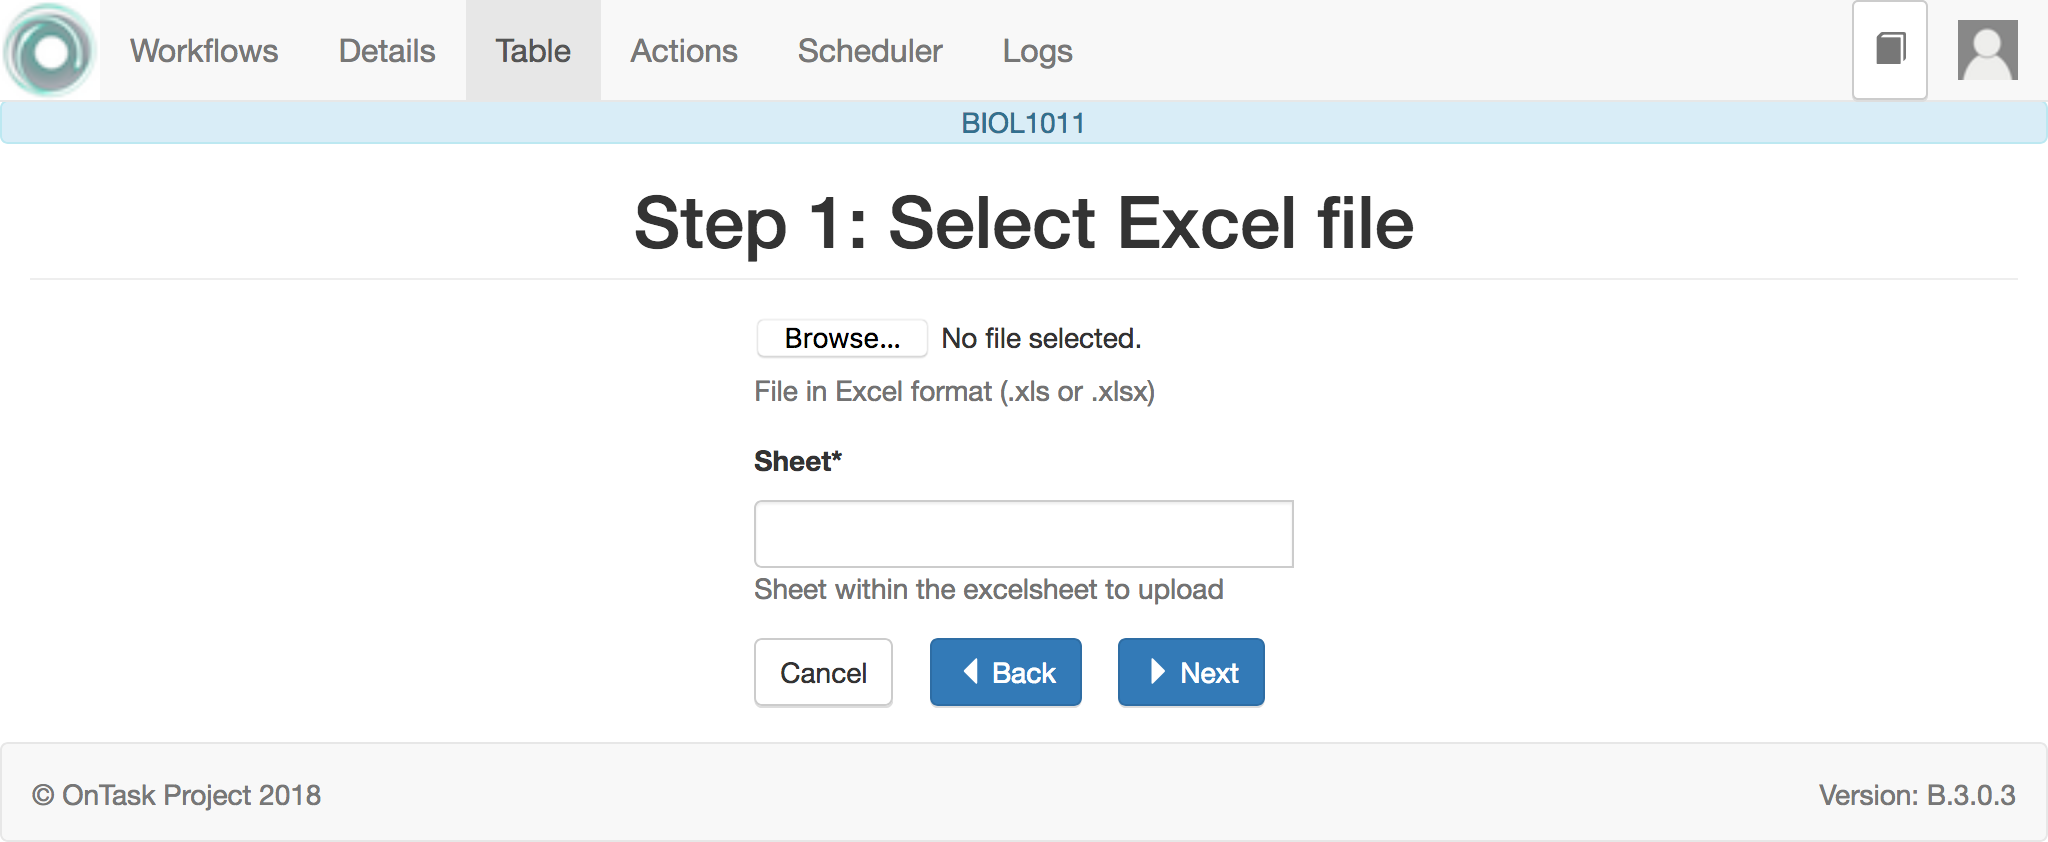 Workflows Details Table Actions Scheduler Logs
BIOL1011
Step 1: Select Excel file
Browse... No file selected.
File in Excel format (.xls or .xlsx)
Sheet*
Sheet within the excelsheet to upload
Cancel Back Next
© OnTask Project 2018 Version: B.3.0.3